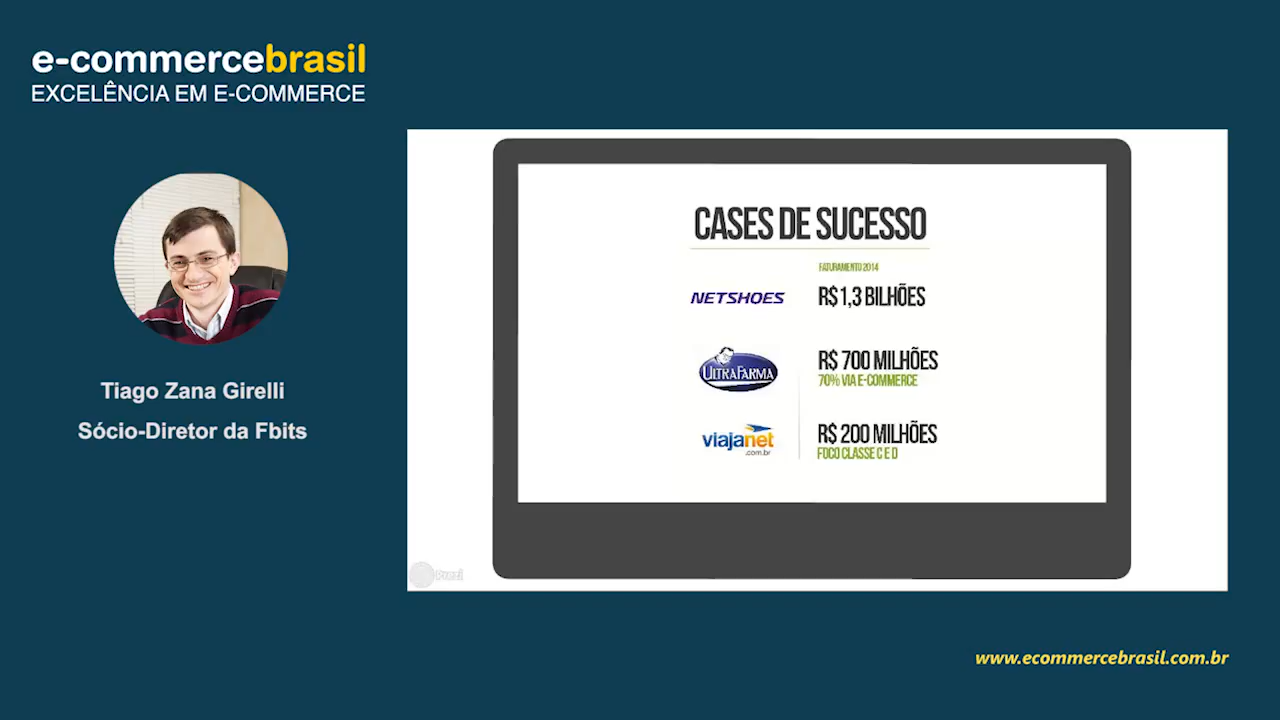 e-commercebrasil
EXCELÊNCIA EM E-COMMERCE
Tiago Zana Girelli
Sócio-Diretor da Fbits
CASES DE SUCESSO
FATURAMENTO 2014
NETSHOES
R$ 1,3 BILHÕES
ULTRAFARMA
R$ 700 MILHÕES
70% VIA E-COMMERCE
viajanet
.com.br
R$ 200 MILHÕES
FOCO CLASSE C E D
Prezi
www.ecommercebrasil.com.br